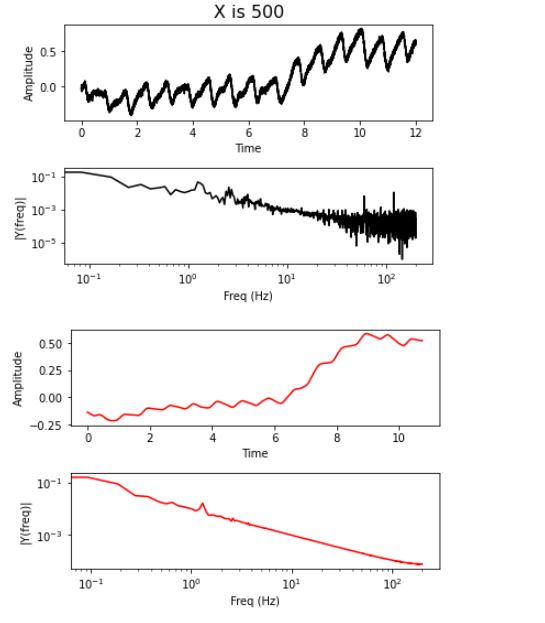 X is 500
Amplitude
0.5
0.0
0 2 4 6 8 10 12
Time
|Y(freq)|
10⁻¹
10⁻³
10⁻⁵
10⁻¹ 10⁰ 10¹ 10²
Freq (Hz)
Amplitude
0.50
0.25
0.00
−0.25
0 2 4 6 8 10
Time
|Y(freq)|
10⁻¹
10⁻³
10⁻¹ 10⁰ 10¹ 10²
Freq (Hz)